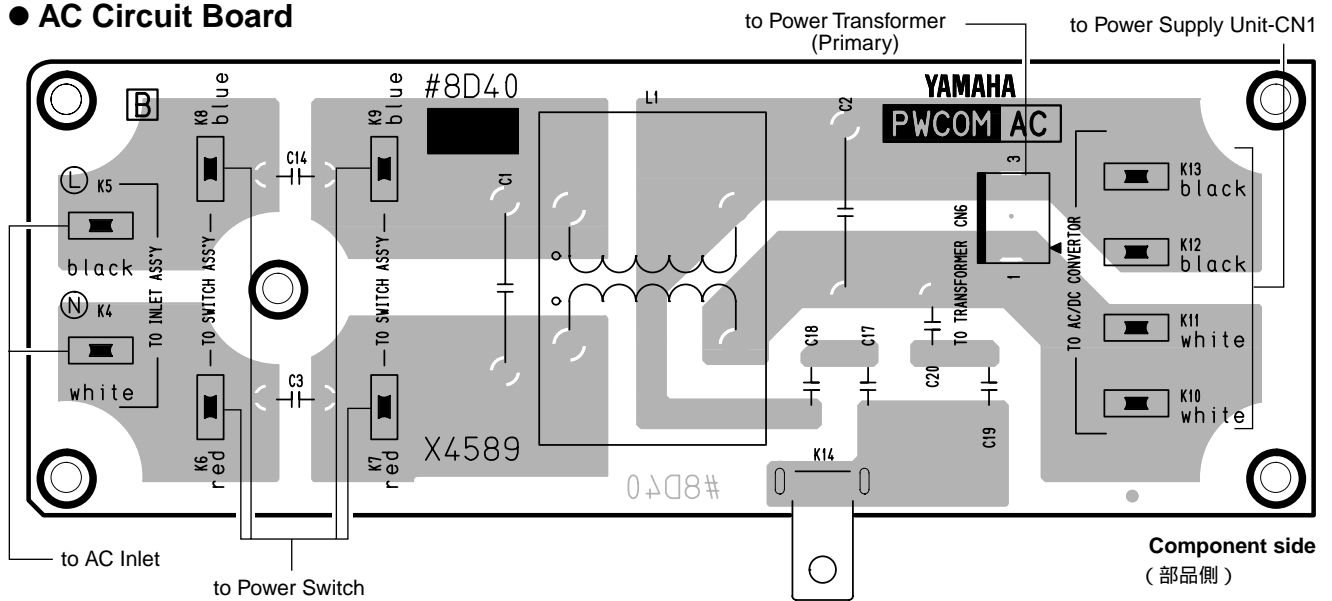 ● AC Circuit Board
to Power Transformer
(Primary)
to Power Supply Unit-CN1
B
K8
blue
K9
blue
#8D40
L1
C2
YAMAHA
PWCOM AC
C14
C1
3
CN6
1
TO TRANSFORMER
TO AC/DC CONVERTOR
K13
black
K12
black
K11
white
K10
white
L
K5
black
N
K4
white
TO INLET ASS'Y
TO SWITCH ASS'Y
TO SWITCH ASS'Y
C3
K6
red
K7
red
X4589
C18
C17
C20
C19
K14
#8D40
to AC Inlet
to Power Switch
Component side
（部品側）